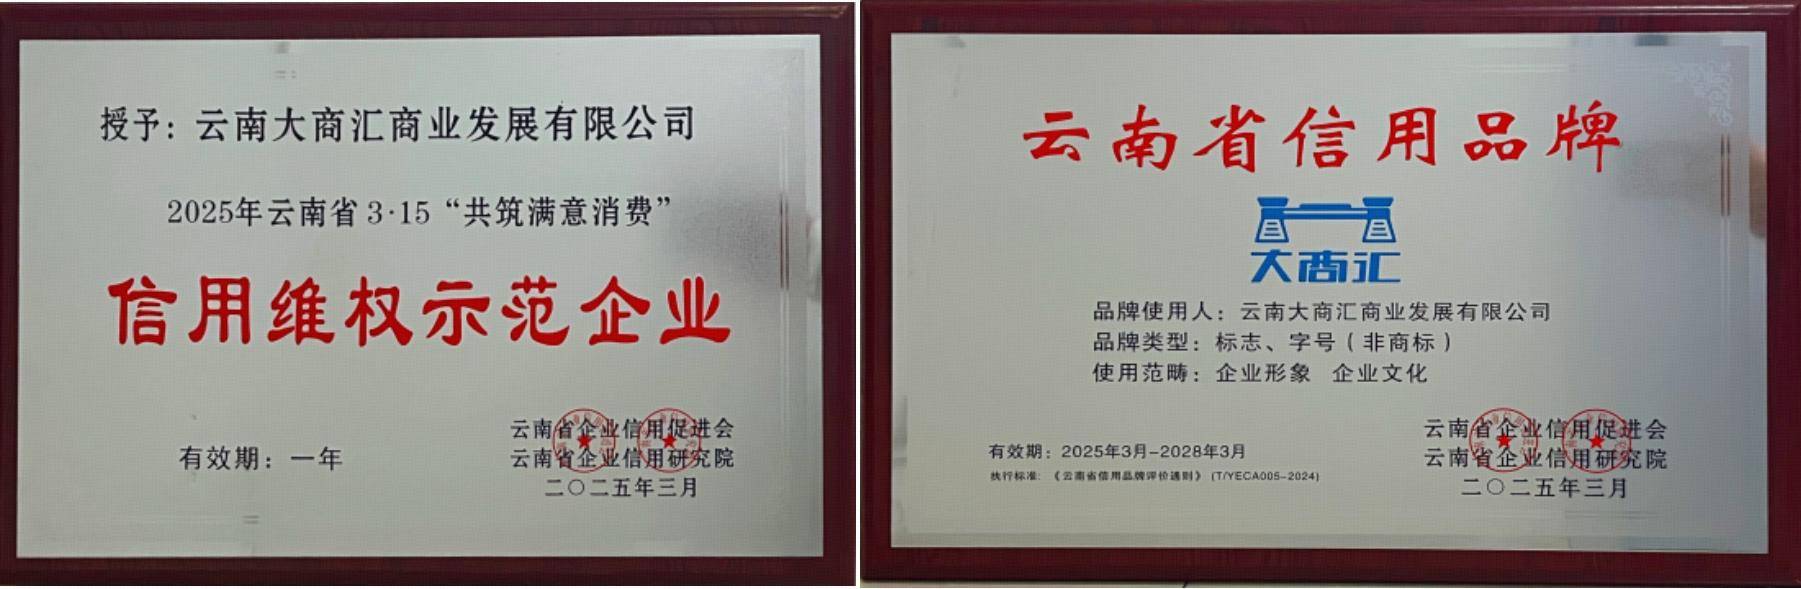 授予：云南大商汇商业发展有限公司
2025年云南省3·15“共筑满意消费”
信用维权示范企业
有效期：一年
云南省企业信用促进会
云南省企业信用研究院
二〇二五年三月
云南省信用品牌
大商汇
品牌使用人：云南大商汇商业发展有限公司
品牌类型：标志、字号（非商标）
使用范畴：企业形象 企业文化
有效期：2025年3月-2028年3月
执行标准：《云南省信用品牌评价通则》 (T/YECA005-2024)
云南省企业信用促进会
云南省企业信用研究院
二〇二五年三月